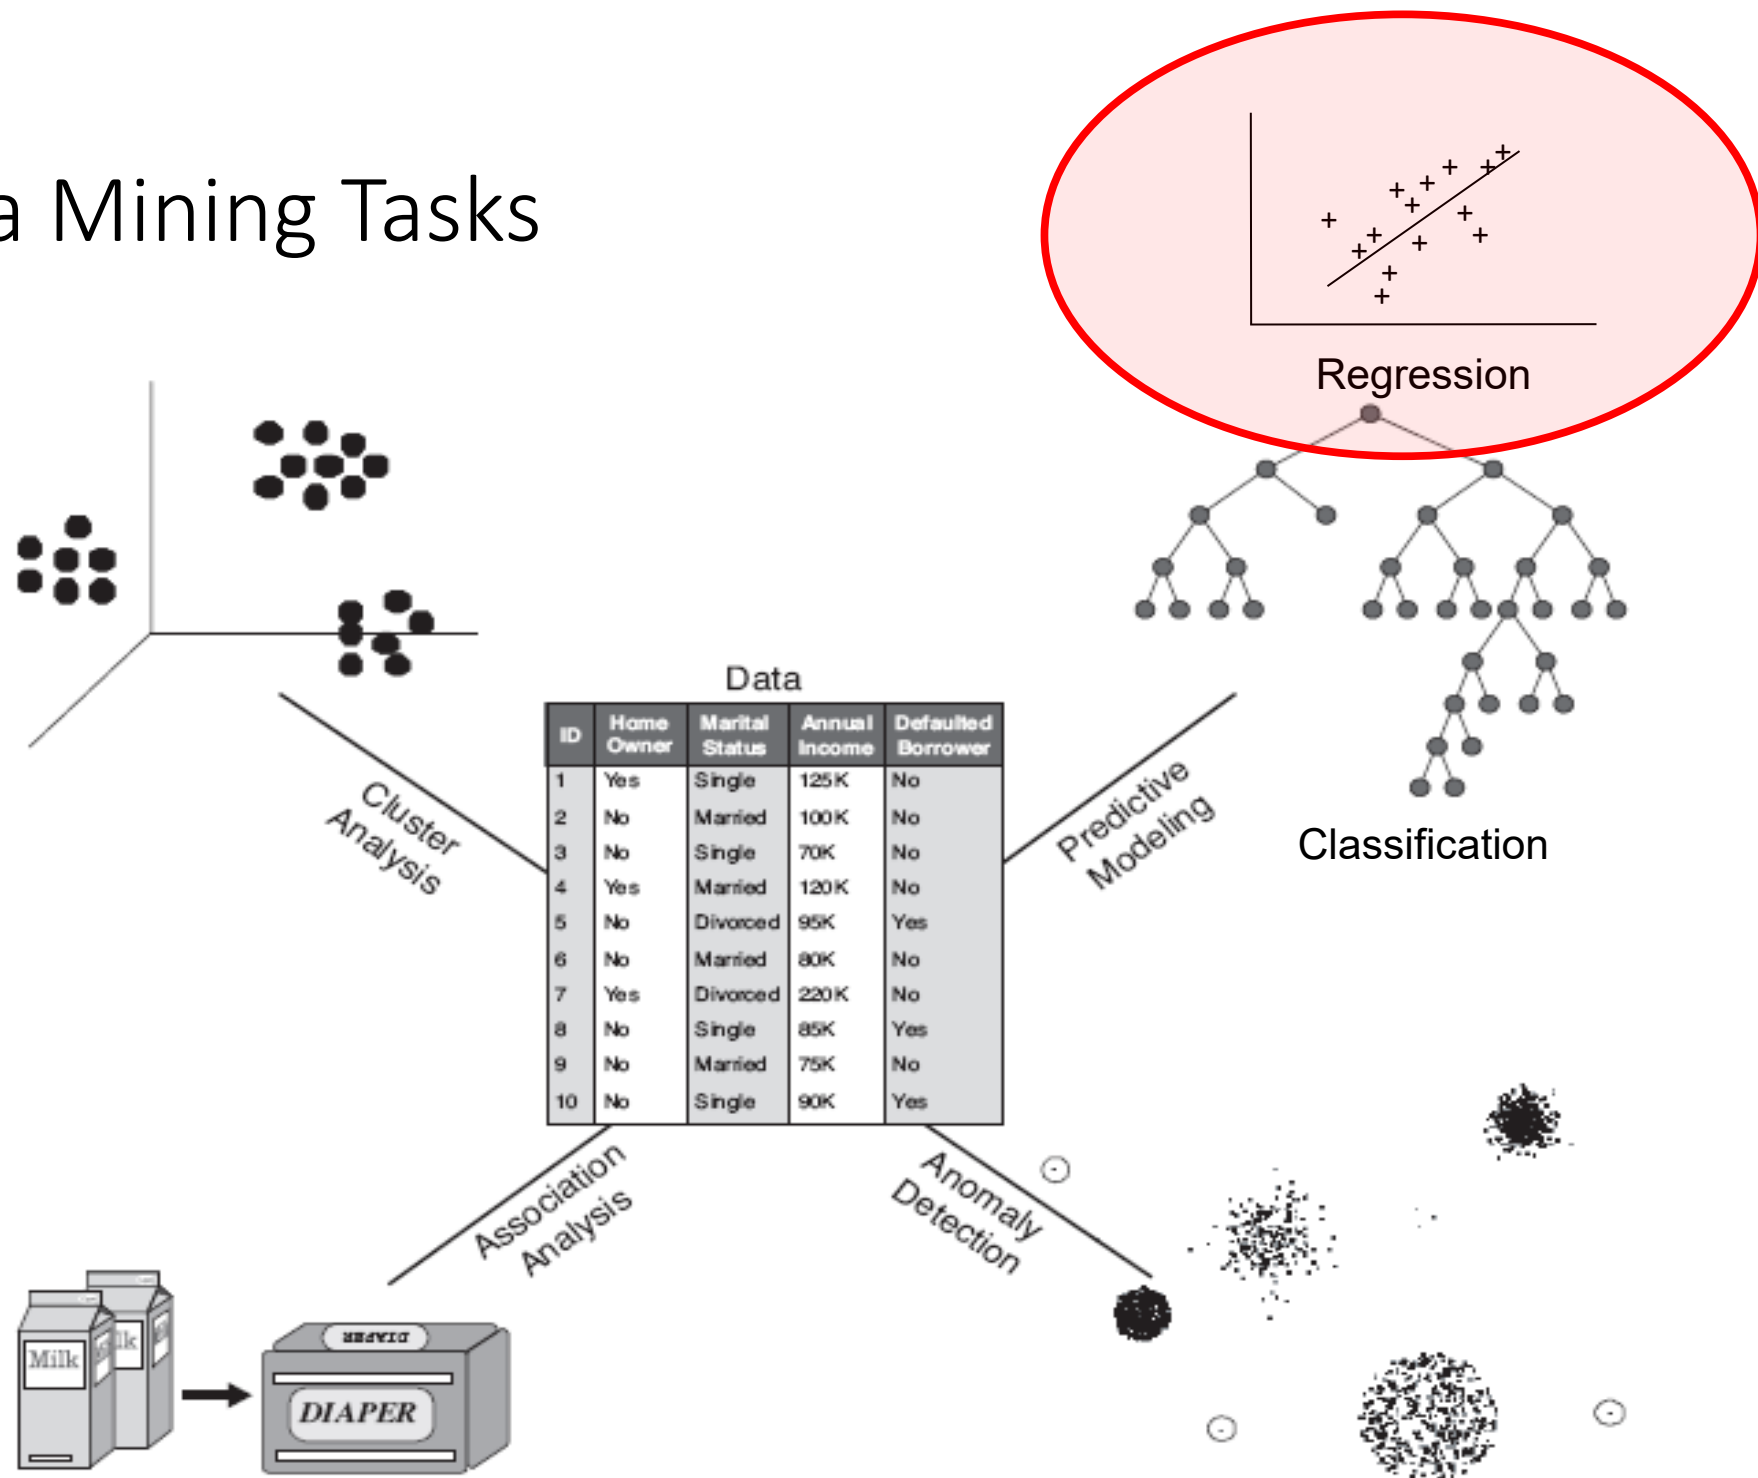 a Mining Tasks
Regression
Classification
Data
ID Home Owner Marital Status Annual Income Defaulted Borrower
1 Yes Single 125K No
2 No Married 100K No
3 No Single 70K No
4 Yes Married 120K No
5 No Divorced 95K Yes
6 No Married 80K No
7 Yes Divorced 220K No
8 No Single 85K Yes
9 No Married 75K No
10 No Single 90K Yes
Cluster
Analysis
Predictive
Modeling
Association
Analysis
Anomaly
Detection
Milk
lk
DIAPER
DIAPER